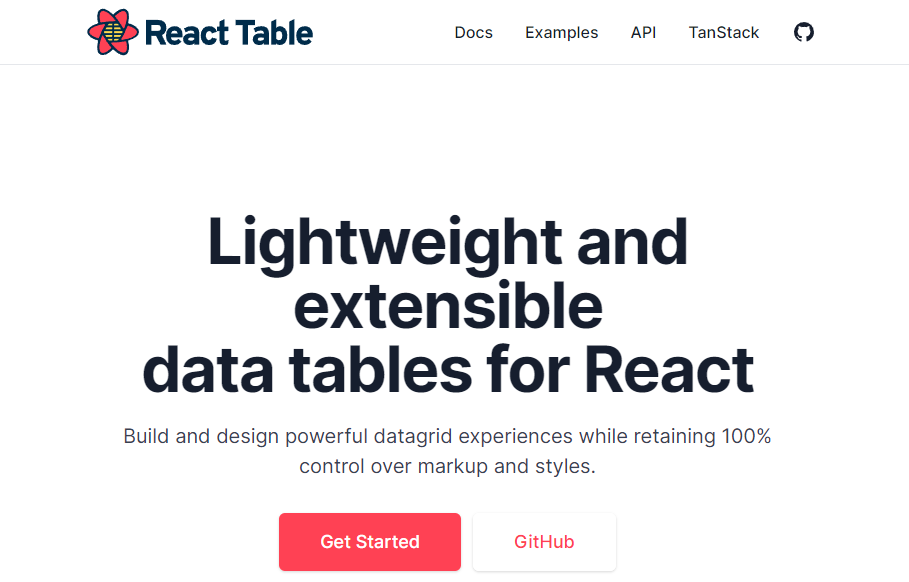 React Table
Docs
Examples
API
TanStack
Lightweight and
extensible
data tables for React
Build and design powerful datagrid experiences while retaining 100%
control over markup and styles.
Get Started
GitHub